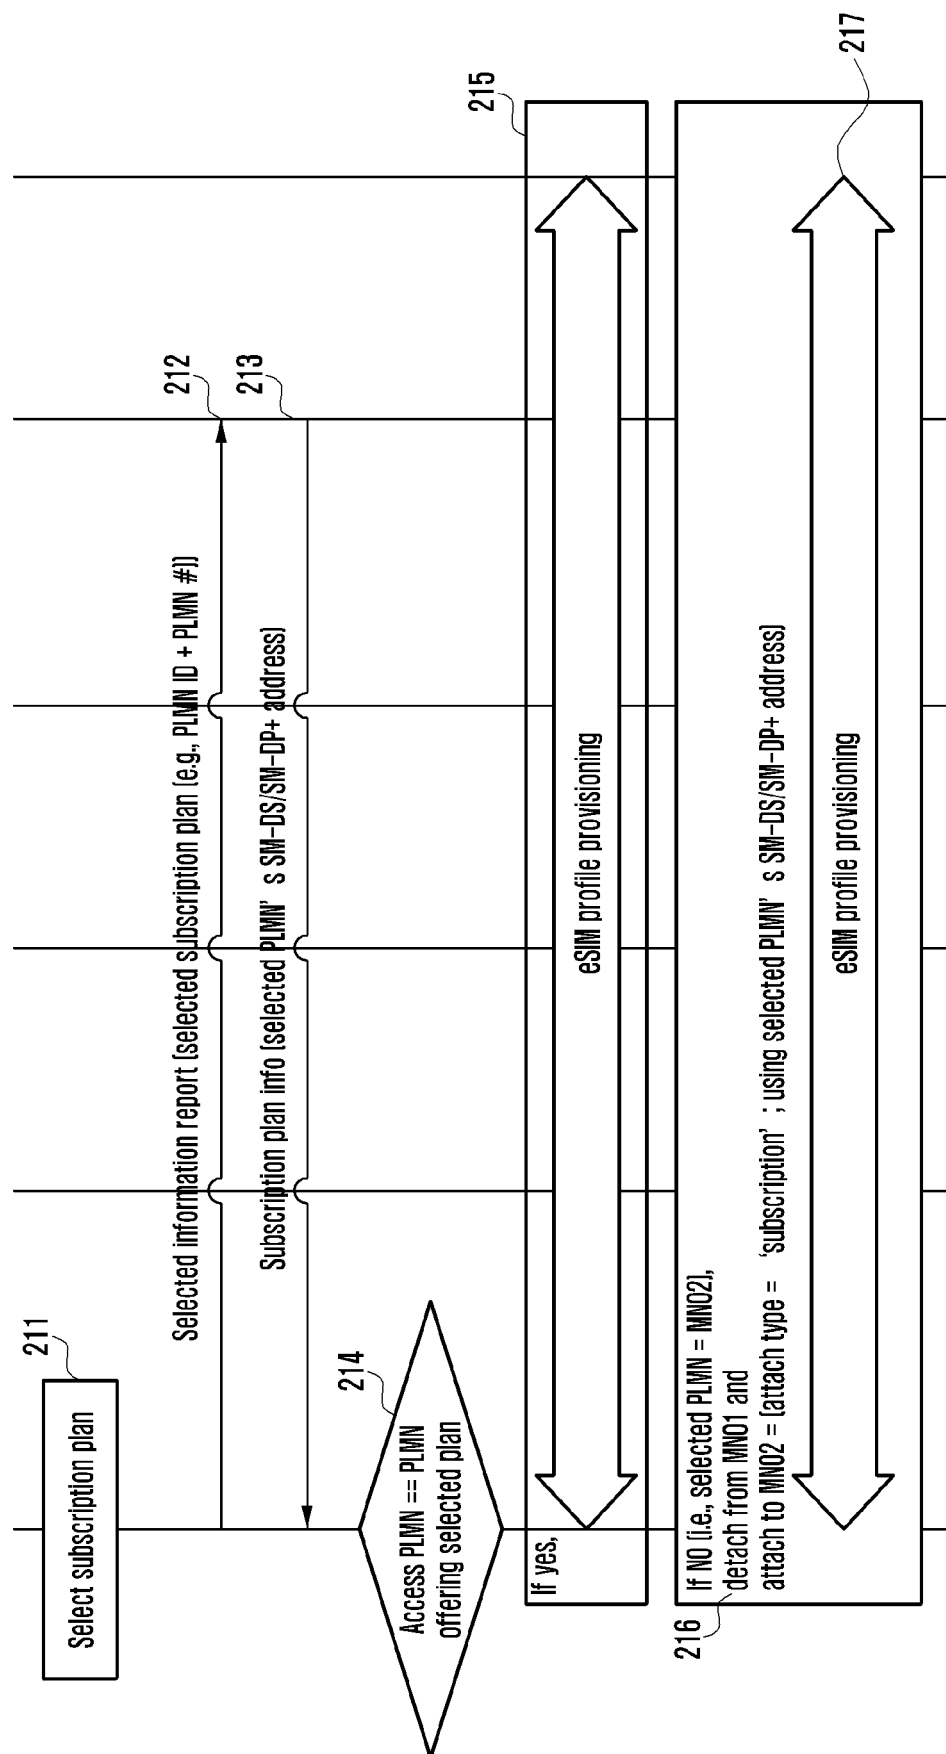 211
Select subscription plan
Selected information report (selected subscription plan (e.g., PLMN ID + PLMN #))
212
Subscription plan info (selected PLMN' s SM-DS/SM-DP+ address)
213
214
Access PLMN == PLMN
offering selected plan
215
If yes,
eSIM profile provisioning
216
If NO (i.e., selected PLMN = MNO2),
detach from MNO1 and
attach to MNO2 = (attach type = 'subscription' ; using selected PLMN' s SM-DS/SM-DP+ address)
eSIM profile provisioning
217